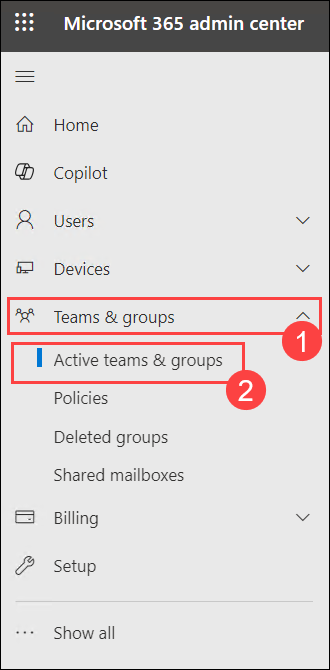 Microsoft 365 admin center
Home
Copilot
Users
Devices
Teams & groups
1
Active teams & groups
2
Policies
Deleted groups
Shared mailboxes
Billing
Setup
Show all